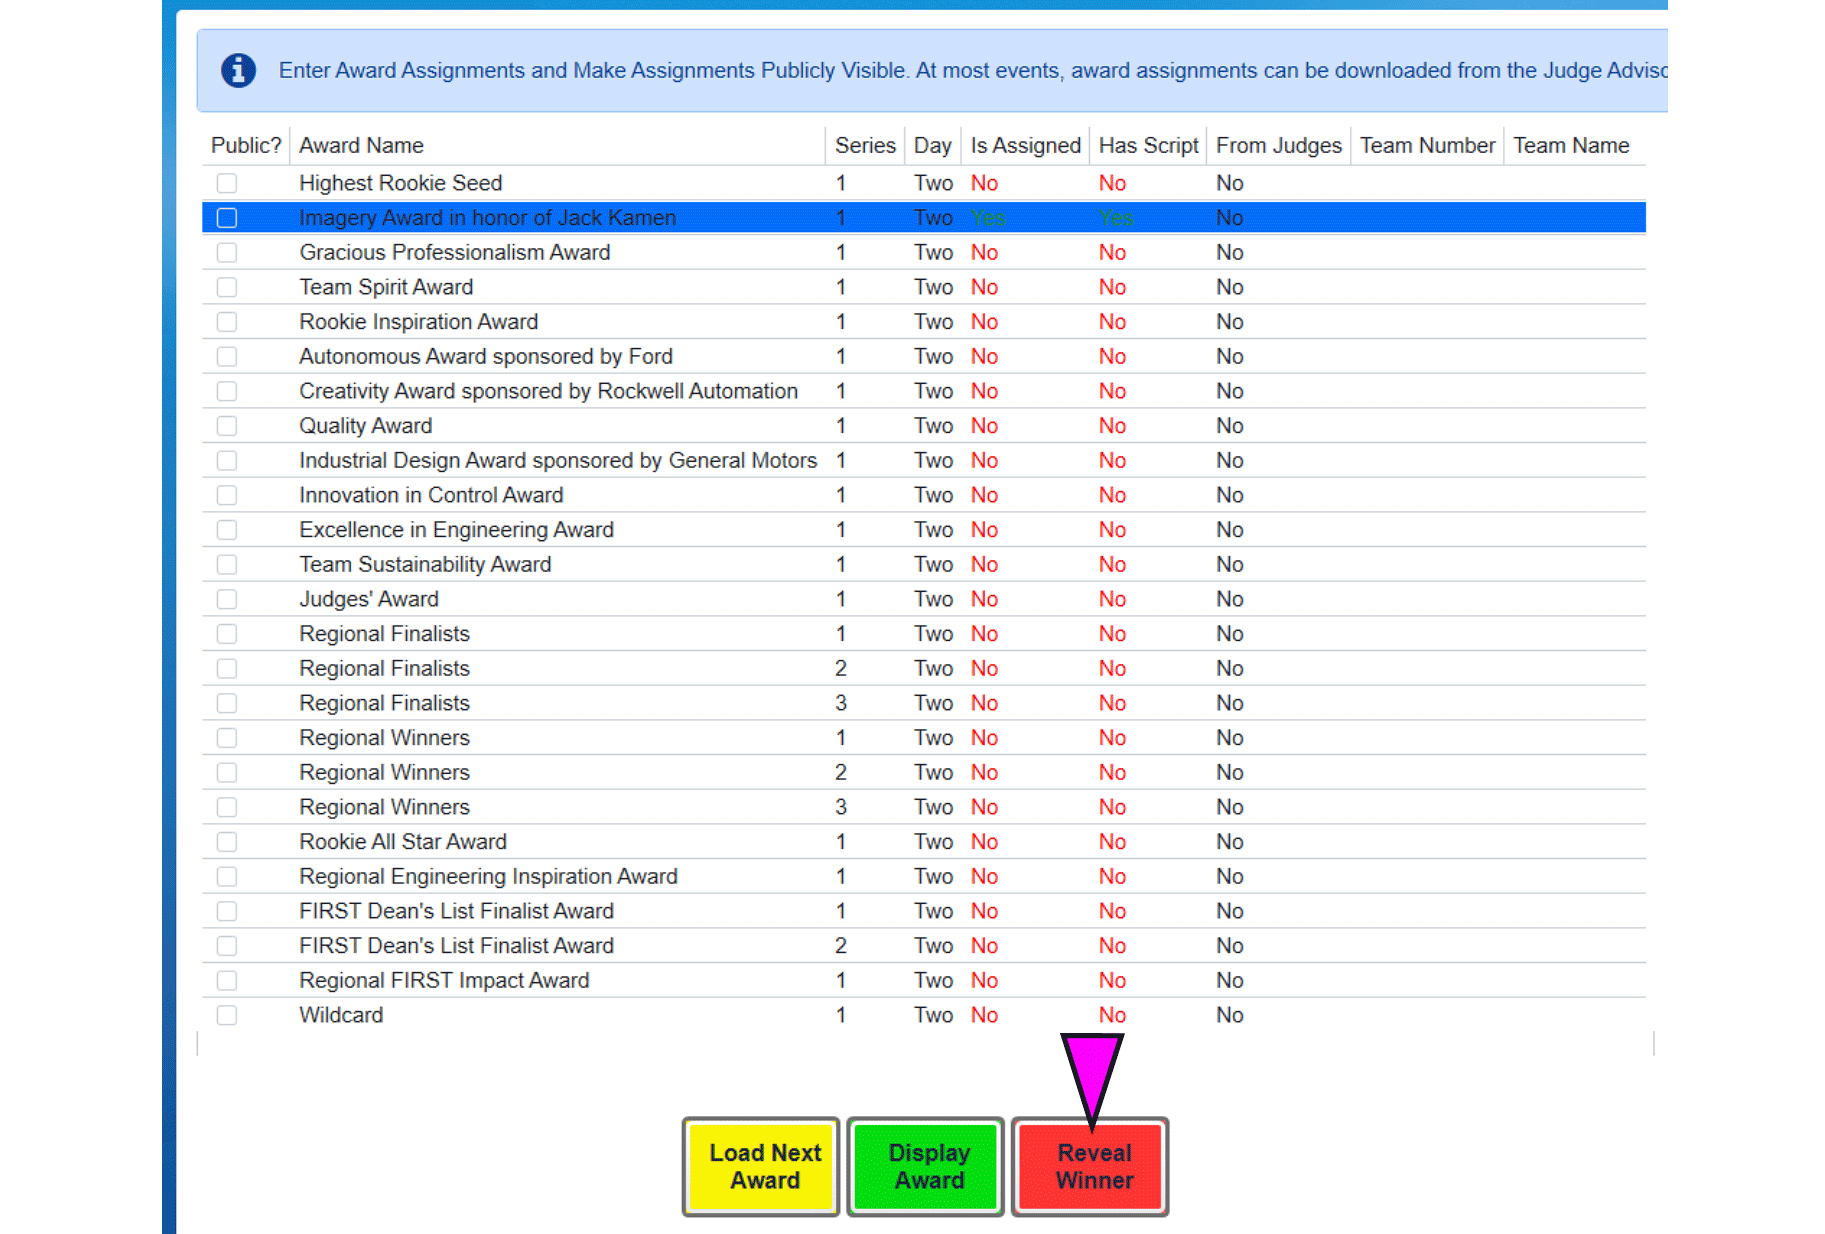 Enter Award Assignments and Make Assignments Publicly Visible. At most events, award assignments can be downloaded from the Judge Adviso
Public? Award Name Series Day Is Assigned Has Script From Judges Team Number Team Name
Highest Rookie Seed 1 Two No No No
Imagery Award in honor of Jack Kamen 1 Two Yes Yes No
Gracious Professionalism Award 1 Two No No No
Team Spirit Award 1 Two No No No
Rookie Inspiration Award 1 Two No No No
Autonomous Award sponsored by Ford 1 Two No No No
Creativity Award sponsored by Rockwell Automation 1 Two No No No
Quality Award 1 Two No No No
Industrial Design Award sponsored by General Motors 1 Two No No No
Innovation in Control Award 1 Two No No No
Excellence in Engineering Award 1 Two No No No
Team Sustainability Award 1 Two No No No
Judges' Award 1 Two No No No
Regional Finalists 1 Two No No No
Regional Finalists 2 Two No No No
Regional Finalists 3 Two No No No
Regional Winners 1 Two No No No
Regional Winners 2 Two No No No
Regional Winners 3 Two No No No
Rookie All Star Award 1 Two No No No
Regional Engineering Inspiration Award 1 Two No No No
FIRST Dean's List Finalist Award 1 Two No No No
FIRST Dean's List Finalist Award 2 Two No No No
Regional FIRST Impact Award 1 Two No No No
Wildcard 1 Two No No No
Load Next Award
Display Award
Reveal Winner